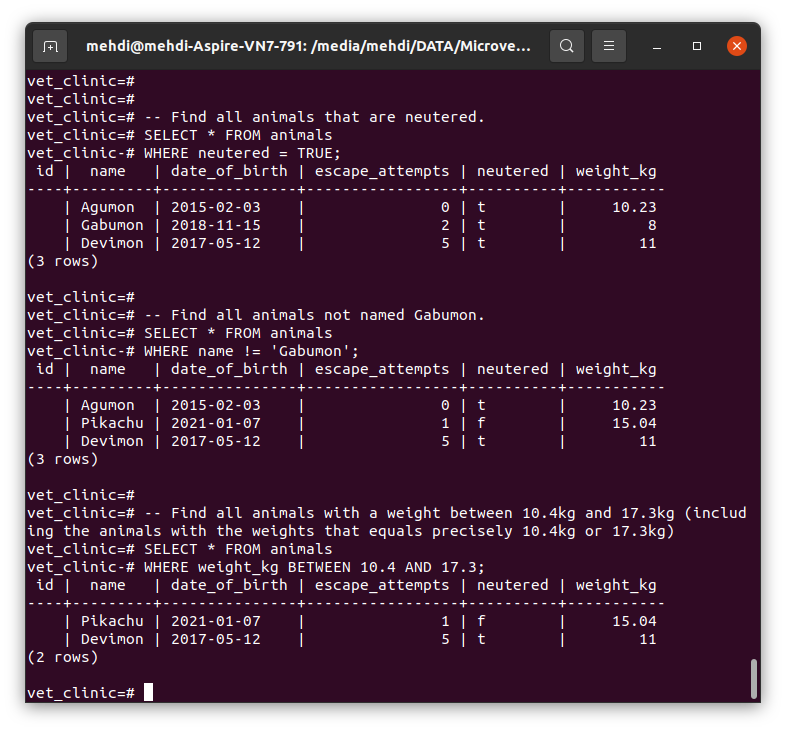 mehdi@mehdi-Aspire-VN7-791: /media/mehdi/DATA/Microve...
vet_clinic=#
vet_clinic=#
vet_clinic=# -- Find all animals that are neutered.
vet_clinic=# SELECT * FROM animals
vet_clinic-# WHERE neutered = TRUE;
 id |  name   | date_of_birth | escape_attempts | neutered | weight_kg
----+---------+---------------+-----------------+----------+-----------
    | Agumon  | 2015-02-03    |               0 | t        |     10.23
    | Gabumon | 2018-11-15    |               2 | t        |         8
    | Devimon | 2017-05-12    |               5 | t        |        11
(3 rows)

vet_clinic=#
vet_clinic=# -- Find all animals not named Gabumon.
vet_clinic=# SELECT * FROM animals
vet_clinic-# WHERE name != 'Gabumon';
 id |  name   | date_of_birth | escape_attempts | neutered | weight_kg
----+---------+---------------+-----------------+----------+-----------
    | Agumon  | 2015-02-03    |               0 | t        |     10.23
    | Pikachu | 2021-01-07    |               1 | f        |     15.04
    | Devimon | 2017-05-12    |               5 | t        |        11
(3 rows)

vet_clinic=#
vet_clinic=# -- Find all animals with a weight between 10.4kg and 17.3kg (includ
ing the animals with the weights that equals precisely 10.4kg or 17.3kg)
vet_clinic=# SELECT * FROM animals
vet_clinic-# WHERE weight_kg BETWEEN 10.4 AND 17.3;
 id |  name   | date_of_birth | escape_attempts | neutered | weight_kg
----+---------+---------------+-----------------+----------+-----------
    | Pikachu | 2021-01-07    |               1 | f        |     15.04
    | Devimon | 2017-05-12    |               5 | t        |        11
(2 rows)

vet_clinic=#